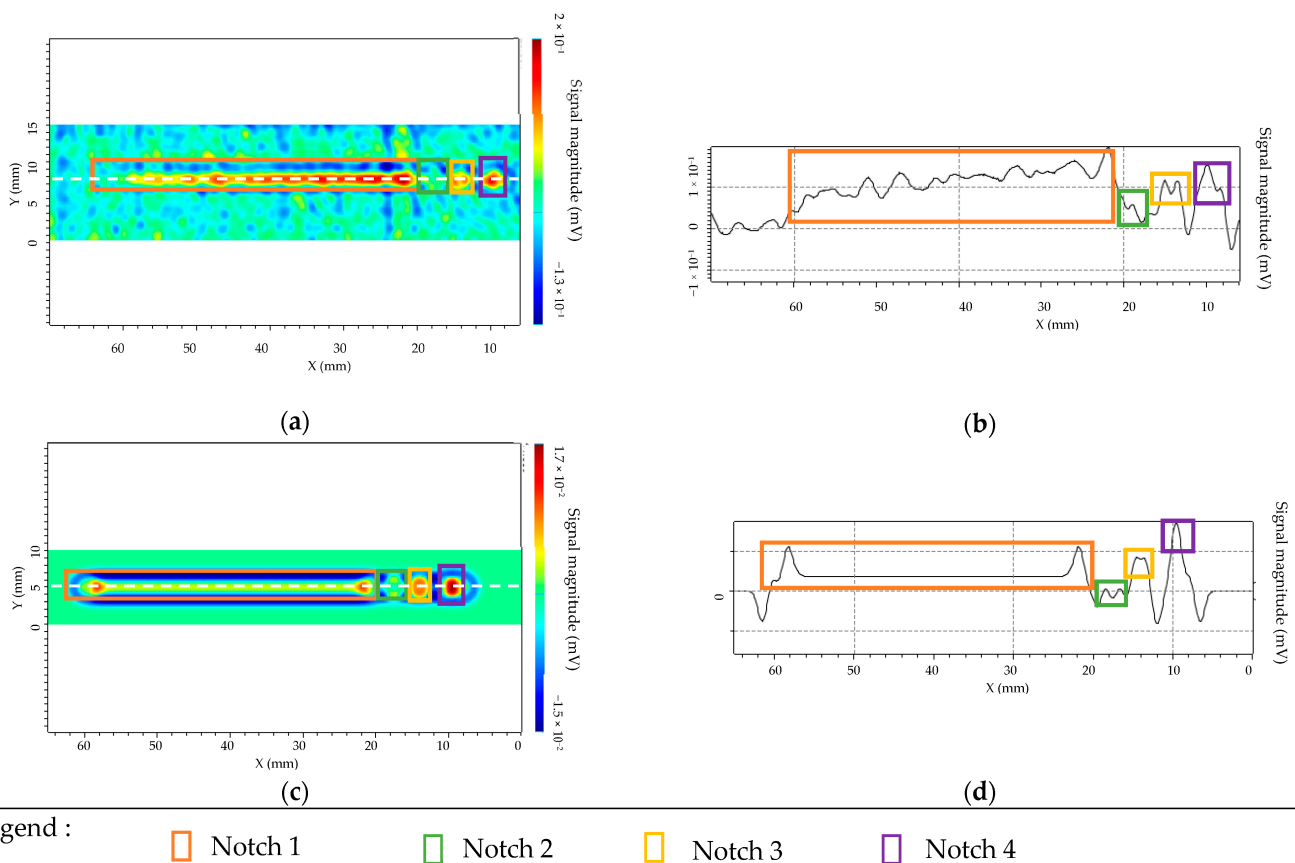 2 × 10⁻¹
Signal magnitude (mV)
−1.3 × 10⁻¹
Y (mm)
15
10
5
0
60
50
40
30
20
10
X (mm)
(a)
Signal magnitude (mV)
1 × 10⁻¹
0
−1 × 10⁻¹
60
50
40
30
20
10
X (mm)
(b)
1.7 × 10⁻²
Signal magnitude (mV)
−1.5 × 10⁻²
Y (mm)
10
5
0
60
50
40
30
20
10
0
X (mm)
(c)
Signal magnitude (mV)
0
60
50
40
30
20
10
0
X (mm)
(d)
gend :
Notch 1
Notch 2
Notch 3
Notch 4